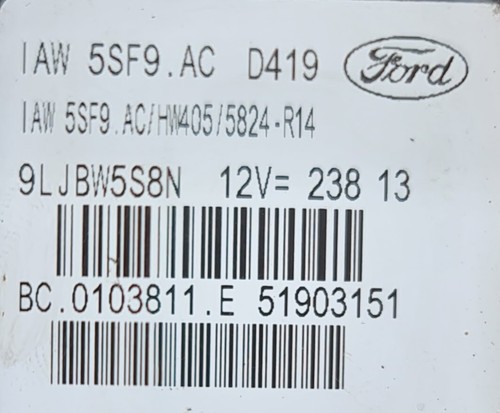 IAW 5SF9.AC D419 Ford
IAW 5SF9.AC/HW405/5824-R14
9LJBW5S8N 12V= 238 13
BC.0103811.E 51903151